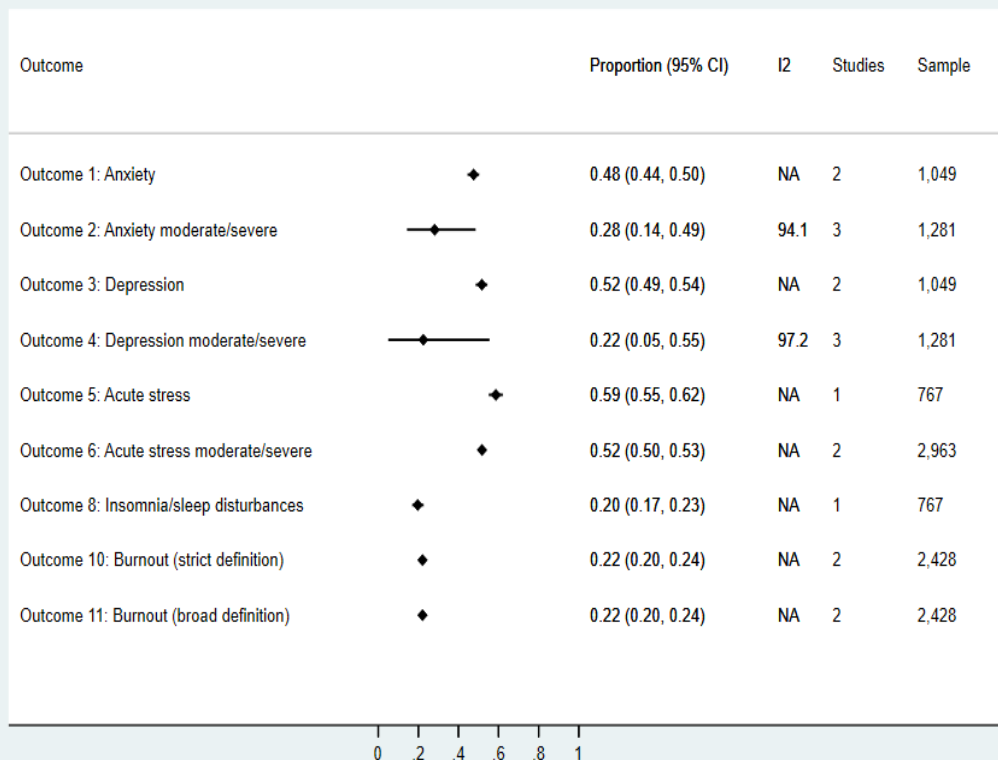 Outcome Proportion (95% CI) I2 Studies Sample
Outcome 1: Anxiety 0.48 (0.44, 0.50) NA 2 1,049
Outcome 2: Anxiety moderate/severe 0.28 (0.14, 0.49) 94.1 3 1,281
Outcome 3: Depression 0.52 (0.49, 0.54) NA 2 1,049
Outcome 4: Depression moderate/severe 0.22 (0.05, 0.55) 97.2 3 1,281
Outcome 5: Acute stress 0.59 (0.55, 0.62) NA 1 767
Outcome 6: Acute stress moderate/severe 0.52 (0.50, 0.53) NA 2 2,963
Outcome 8: Insomnia/sleep disturbances 0.20 (0.17, 0.23) NA 1 767
Outcome 10: Burnout (strict definition) 0.22 (0.20, 0.24) NA 2 2,428
Outcome 11: Burnout (broad definition) 0.22 (0.20, 0.24) NA 2 2,428
0 .2 .4 .6 .8 1